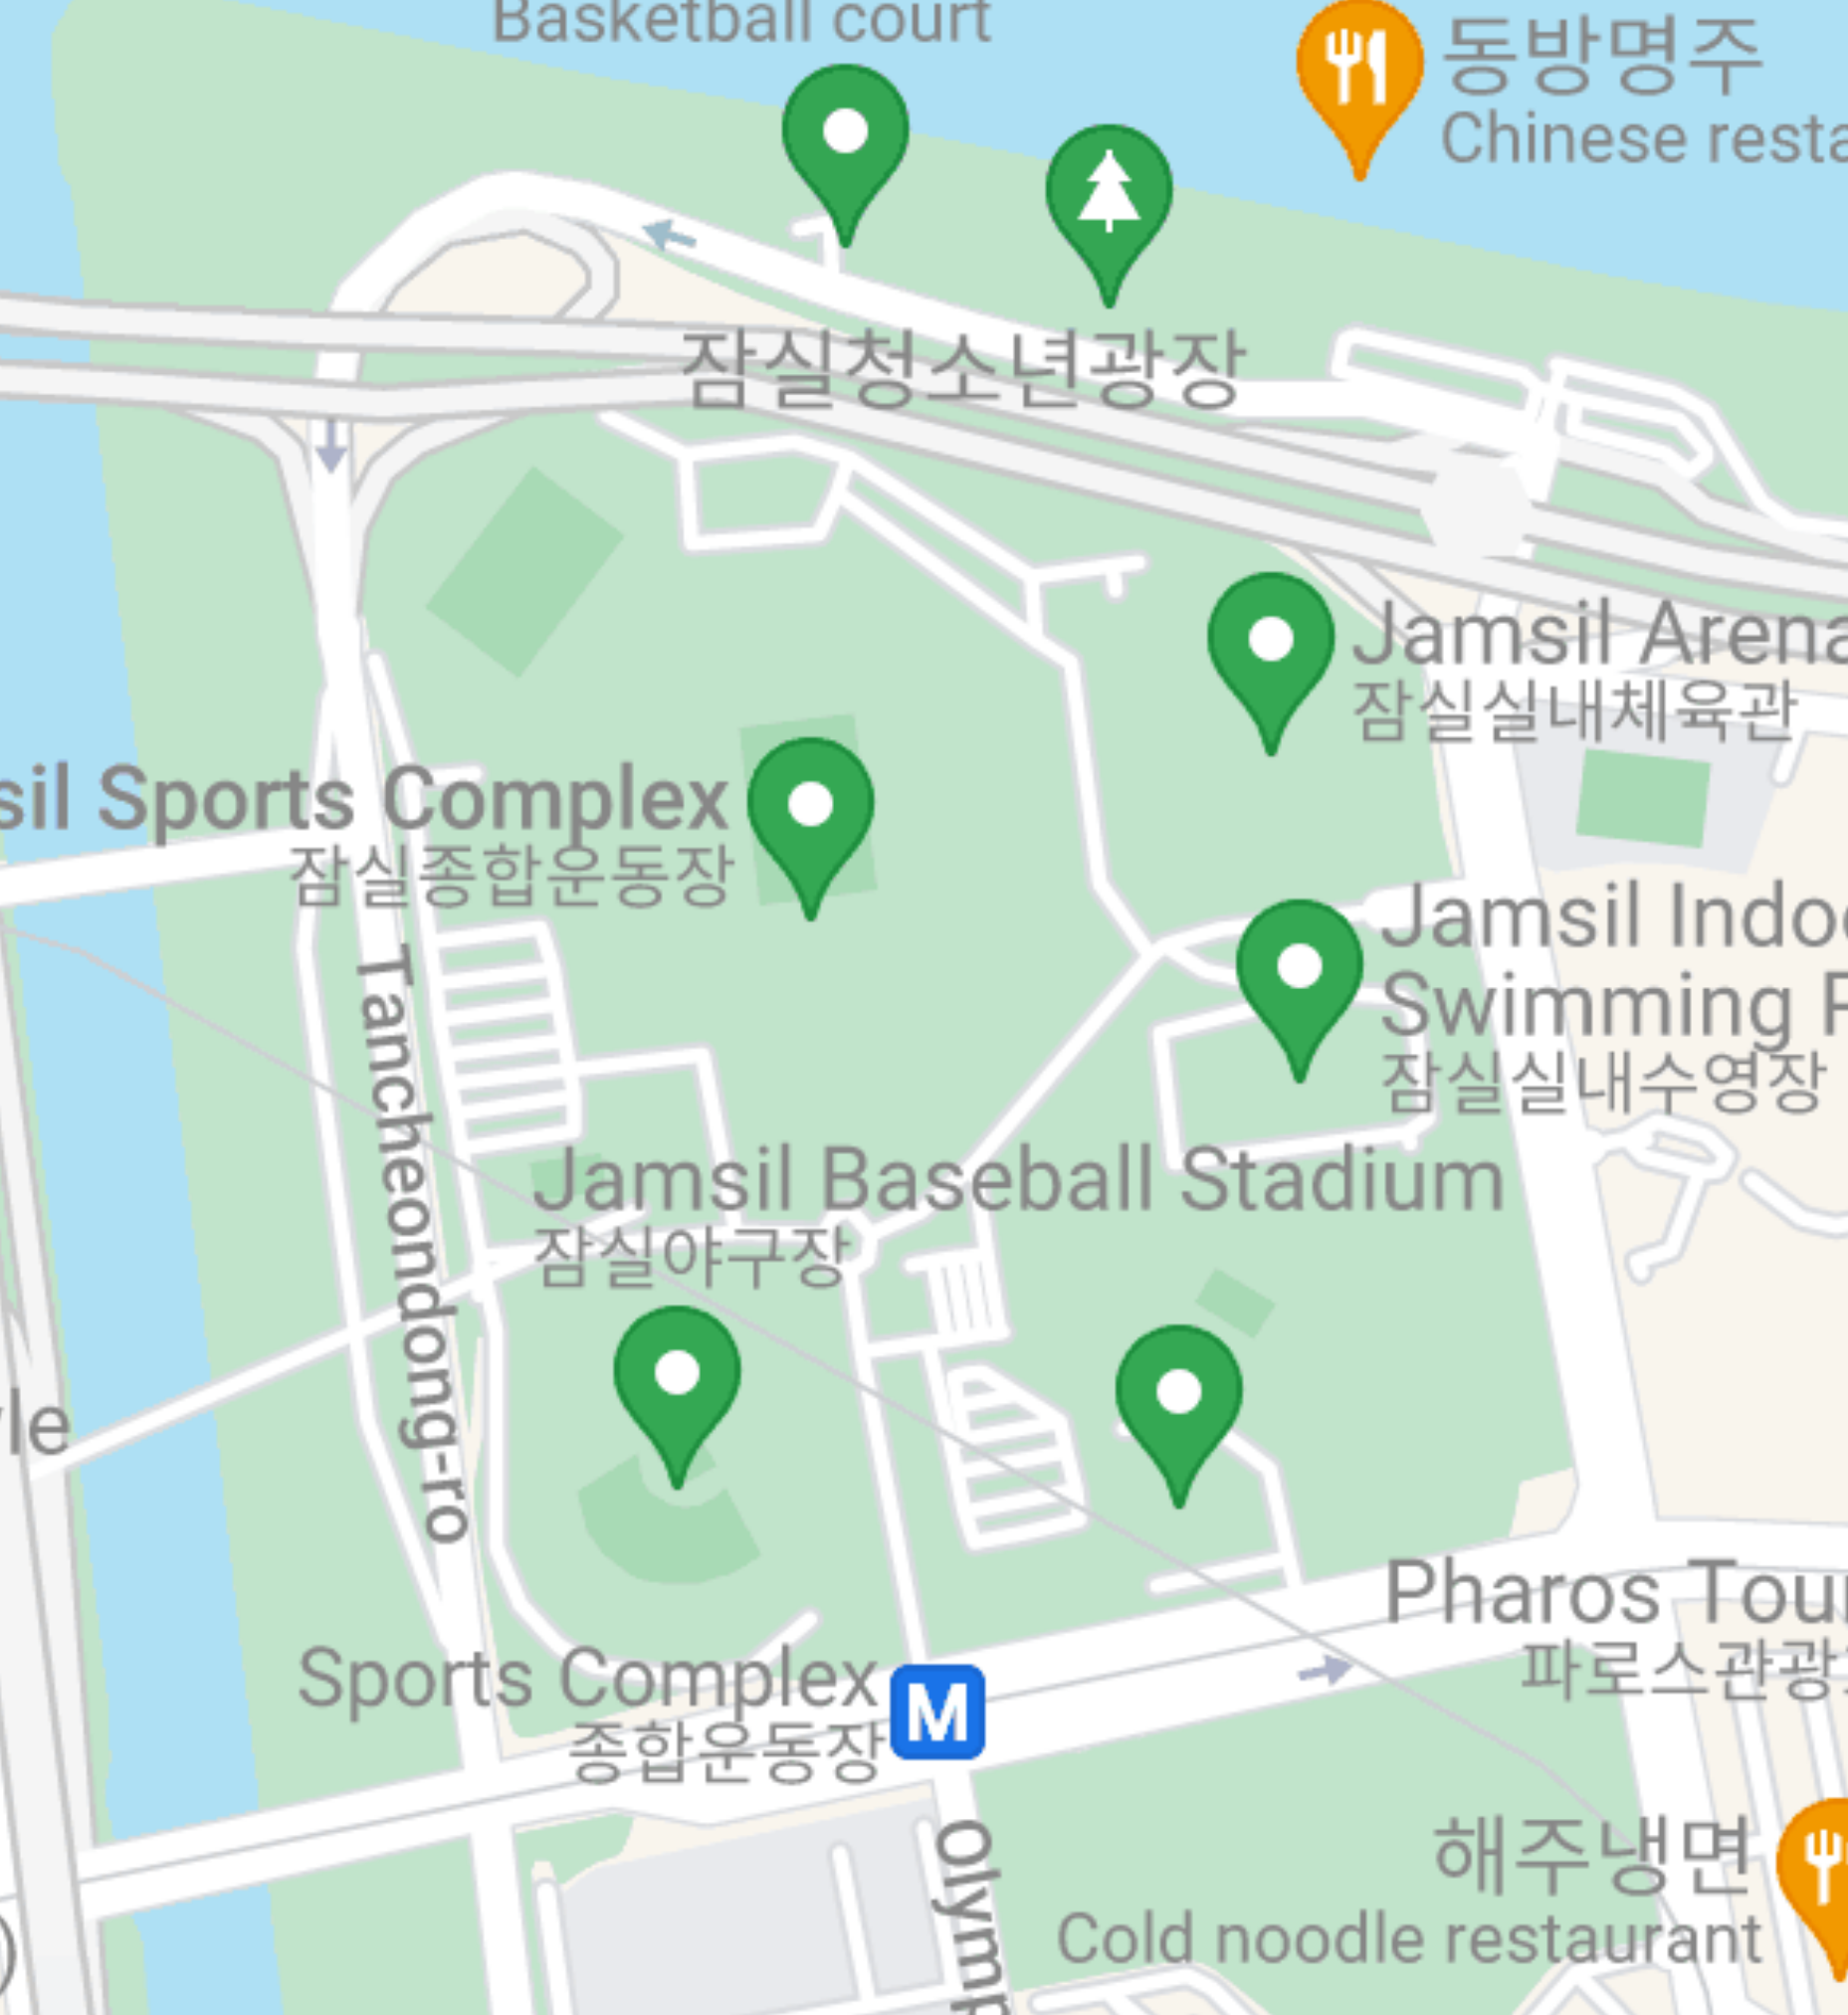 Basketball court
동방명주
Chinese resta
잠실청소년광장
Jamsil Arena
잠실실내체육관
sil Sports Complex
잠실종합운동장
Jamsil Indoo
Swimming P
잠실실내수영장
Tancheondong-ro
Jamsil Baseball Stadium
잠실야구장
le
Pharos Tour
파로스관광
Sports Complex
M
종합운동장
Olymp
해주냉면
Cold noodle restaurant